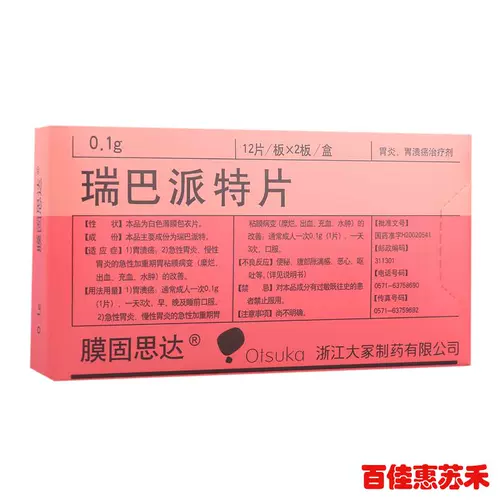 0.1g
12片/板×2板/盒
胃炎、胃溃疡治疗剂
瑞巴派特片
【性 状】本品为白色薄膜包衣片。
【成 份】本品主要成份为瑞巴派特。
【适 应 症】1)胃溃疡。2)急性胃炎、慢性
胃炎的急性加重期胃粘膜病变（糜烂、
出血、充血、水肿）的改善。
【用法用量】1)胃溃疡：通常成人一次0.1g
(1片)，一天3次，早、晚及睡前口服。
2)急性胃炎、慢性胃炎的急性加重期胃
粘膜病变（糜烂、出血、充血、水肿）的
改善：通常成人一次0.1g（1片），一天
3次，口服。
【不良反应】便秘、腹部胀满感、恶心、呕
吐等。(详见说明书)
【禁 忌】对本品成分有过敏既往史的患
者禁止服用。
【注意事项】尚不明确。
【批准文号】
国药准字H20020541
【邮政编码】
311301
【电话号码】
0571-63758690
【传真号码】
0571-63759692
膜固思达®
Otsuka
浙江大冢制药有限公司
膜固思达
0.1g
百佳惠苏禾